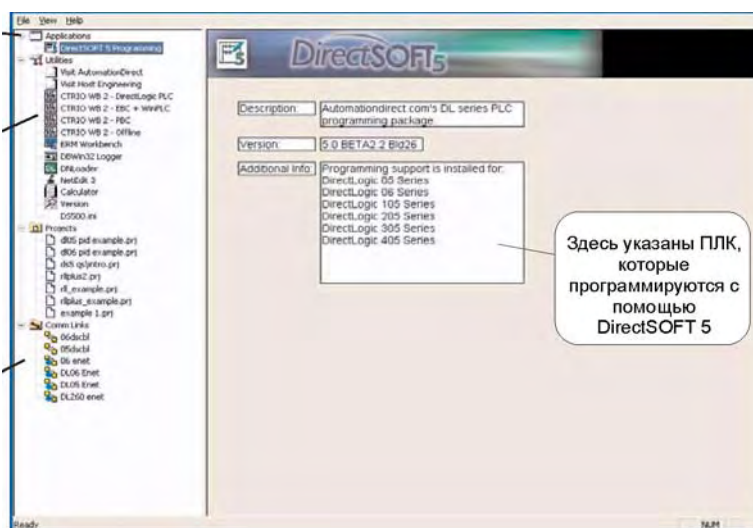 File View Help
Applications
DirectSOFT 5 Programming
Utilities
Visit AutomationDirect
Visit Host Engineering
CTRIO WB 2 - DirectLogic PLC
CTRIO WB 2 - EBC + WinPLC
CTRIO WB 2 - PBC
CTRIO WB 2 - Offline
ERM Workbench
DBWin32 Logger
DNLoader
NetEdit 3
Calculator
Version
DS500.ini
Projects
dl05 pid example.prj
dl06 pid example.prj
ds5 qs\intro.prj
rllplus2.prj
rll_example.prj
rllplus_example.prj
example 1.prj
Comm Links
06dscbl
05dscbl
06 enet
DL06 Enet
DL05 Enet
DL260 enet
DirectSOFT5
Description: Automationdirect.com's DL series PLC
programming package
Version: 5.0 BETA2 2 Bld26
Additional Info: Programming support is installed for:
DirectLogic 05 Series
DirectLogic 06 Series
DirectLogic 105 Series
DirectLogic 205 Series
DirectLogic 305 Series
DirectLogic 405 Series
Здесь указаны ПЛК,
которые
программируются с
помощью
DirectSOFT 5
Ready
NUM